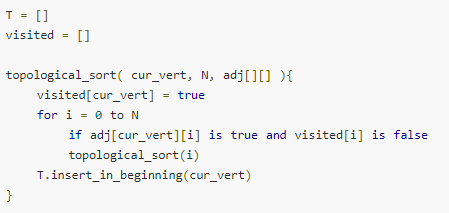 T = []
visited = []
topological_sort( cur_vert, N, adj[][] ){
visited[cur_vert] = true
for i = 0 to N
if adj[cur_vert][i] is true and visited[i] is false
topological_sort(i)
T.insert_in_beginning(cur_vert)
}